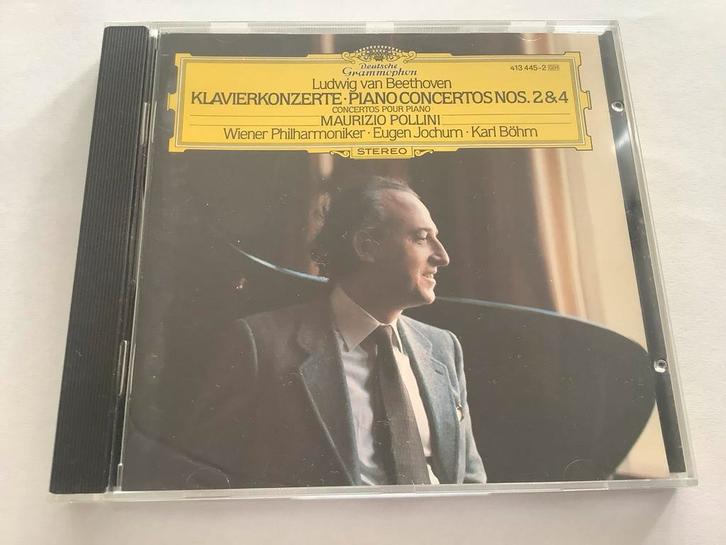 Deutsche
Grammophon
413 445-2
Ludwig van Beethoven
KLAVIERKONZERTE · PIANO CONCERTOS NOS. 2 & 4
CONCERTOS POUR PIANO
MAURIZIO POLLINI
Wiener Philharmoniker · Eugen Jochum · Karl Böhm
STEREO